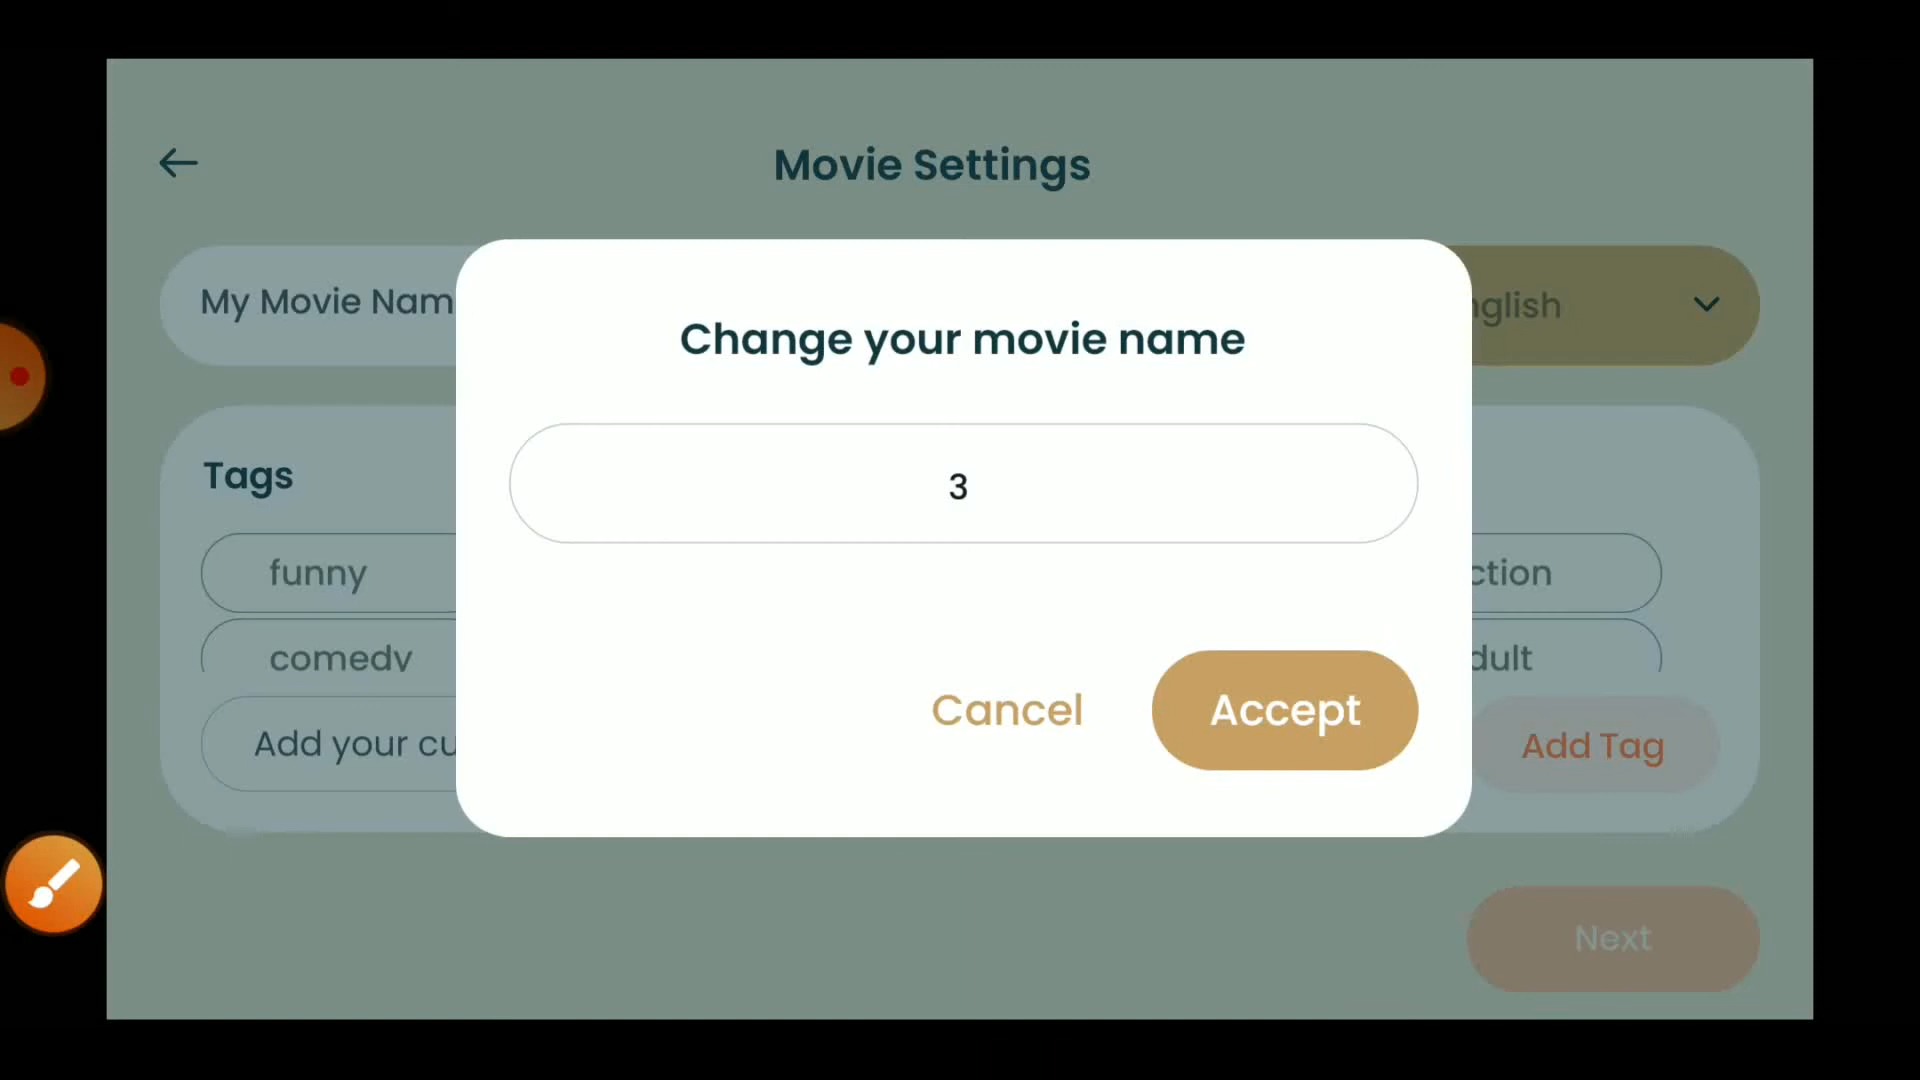 Movie Settings
My Movie Nam
nglish
Change your movie name
3
Tags
funny
ction
comedy
dult
Cancel
Accept
Add your cu
Add Tag
Next